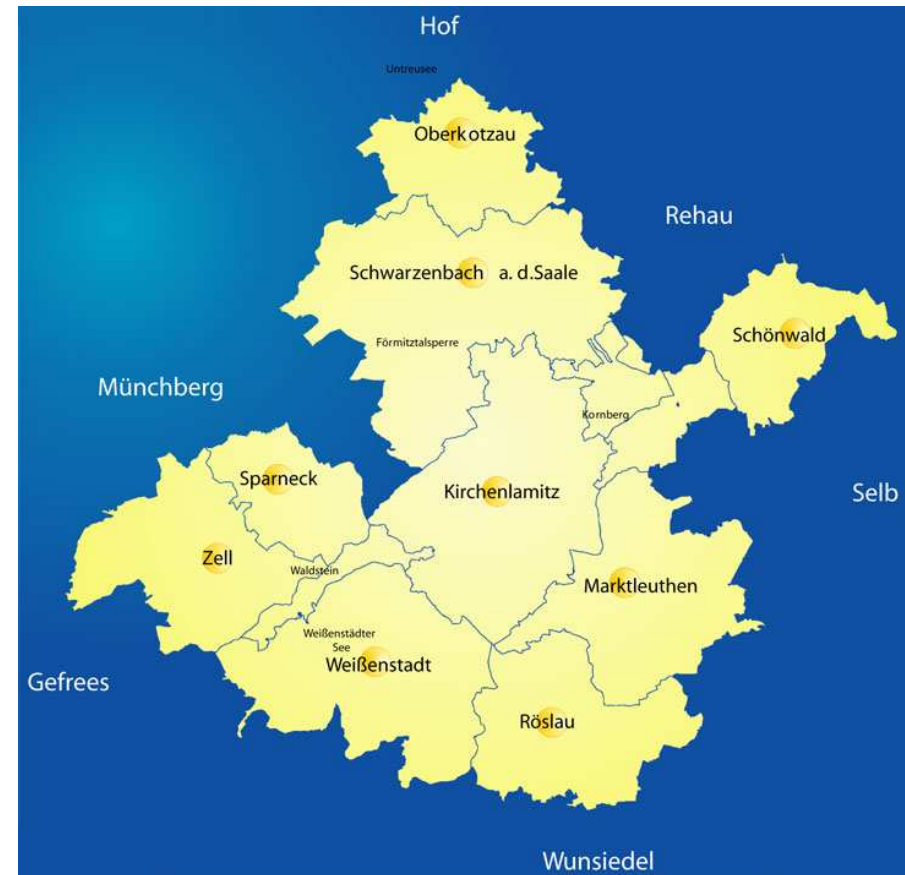 Hof
Untreusee
Oberkotzau
Rehau
Schwarzenbach a. d.Saale
Schönwald
Förmitztalsperre
Münchberg
Kornberg
Sparneck
Kirchenlamitz
Selb
Zell
Waldstein
Marktleuthen
Weißenstädter
See
Weißenstadt
Gefrees
Röslau
Wunsiedel